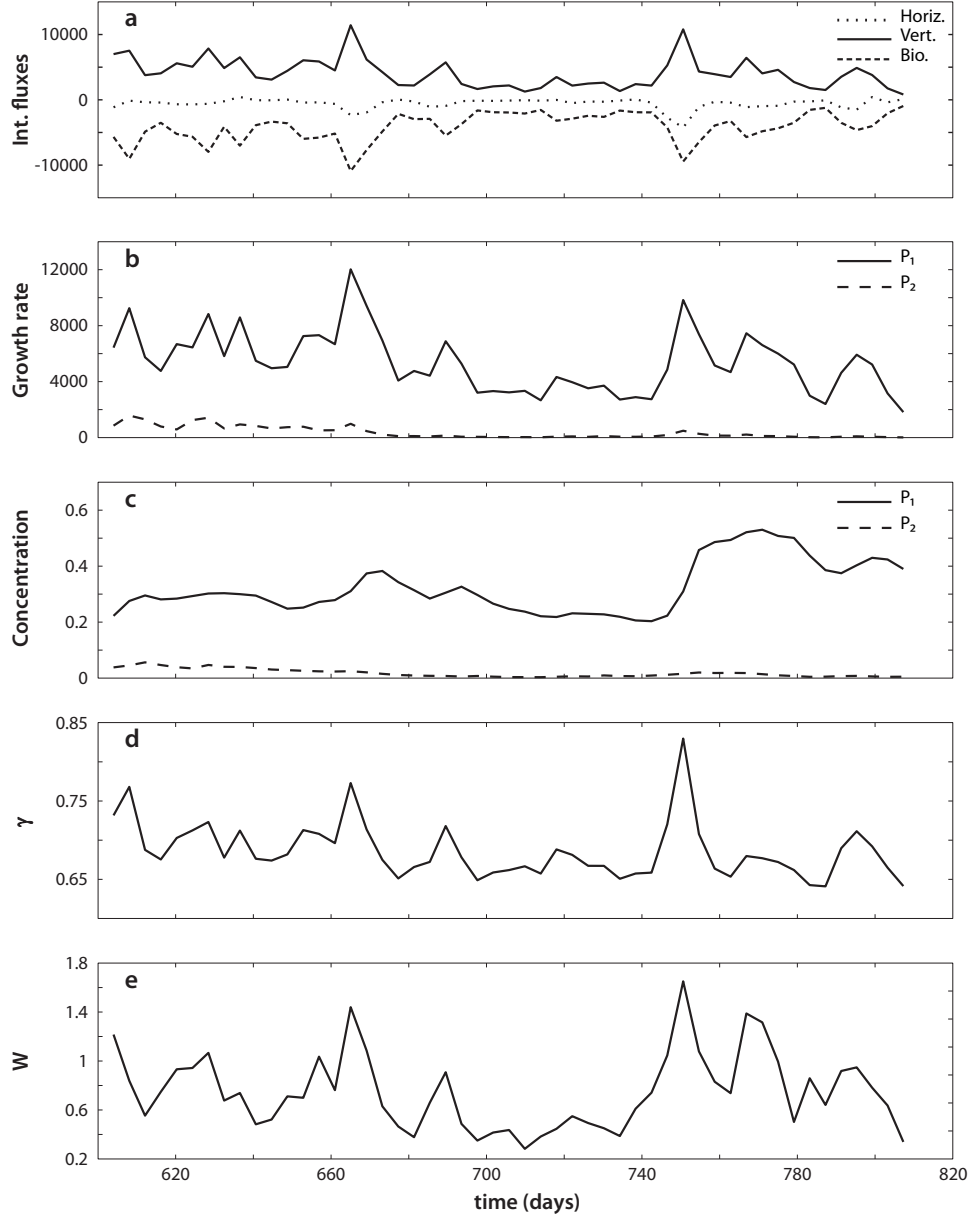 a
Horiz.
Vert.
Bio.
10000
0
-10000
Int. fluxes
b
P₁
P₂
12000
8000
4000
0
Growth rate
c
P₁
P₂
0.6
0.4
0.2
0
Concentration
d
0.85
0.75
0.65
γ
e
1.8
1.4
1
0.6
0.2
W
620 660 700 740 780 820
time (days)